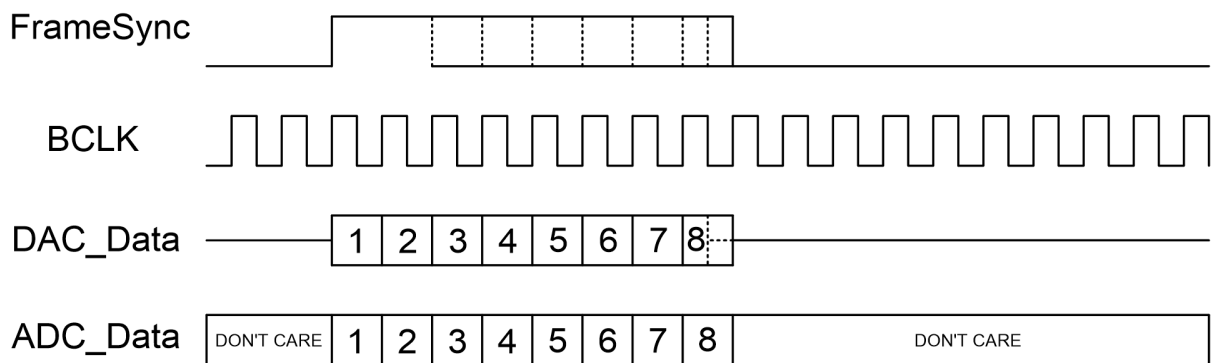 FrameSync
BCLK
DAC_Data 1 2 3 4 5 6 7 8
ADC_Data DON'T CARE 1 2 3 4 5 6 7 8 DON'T CARE